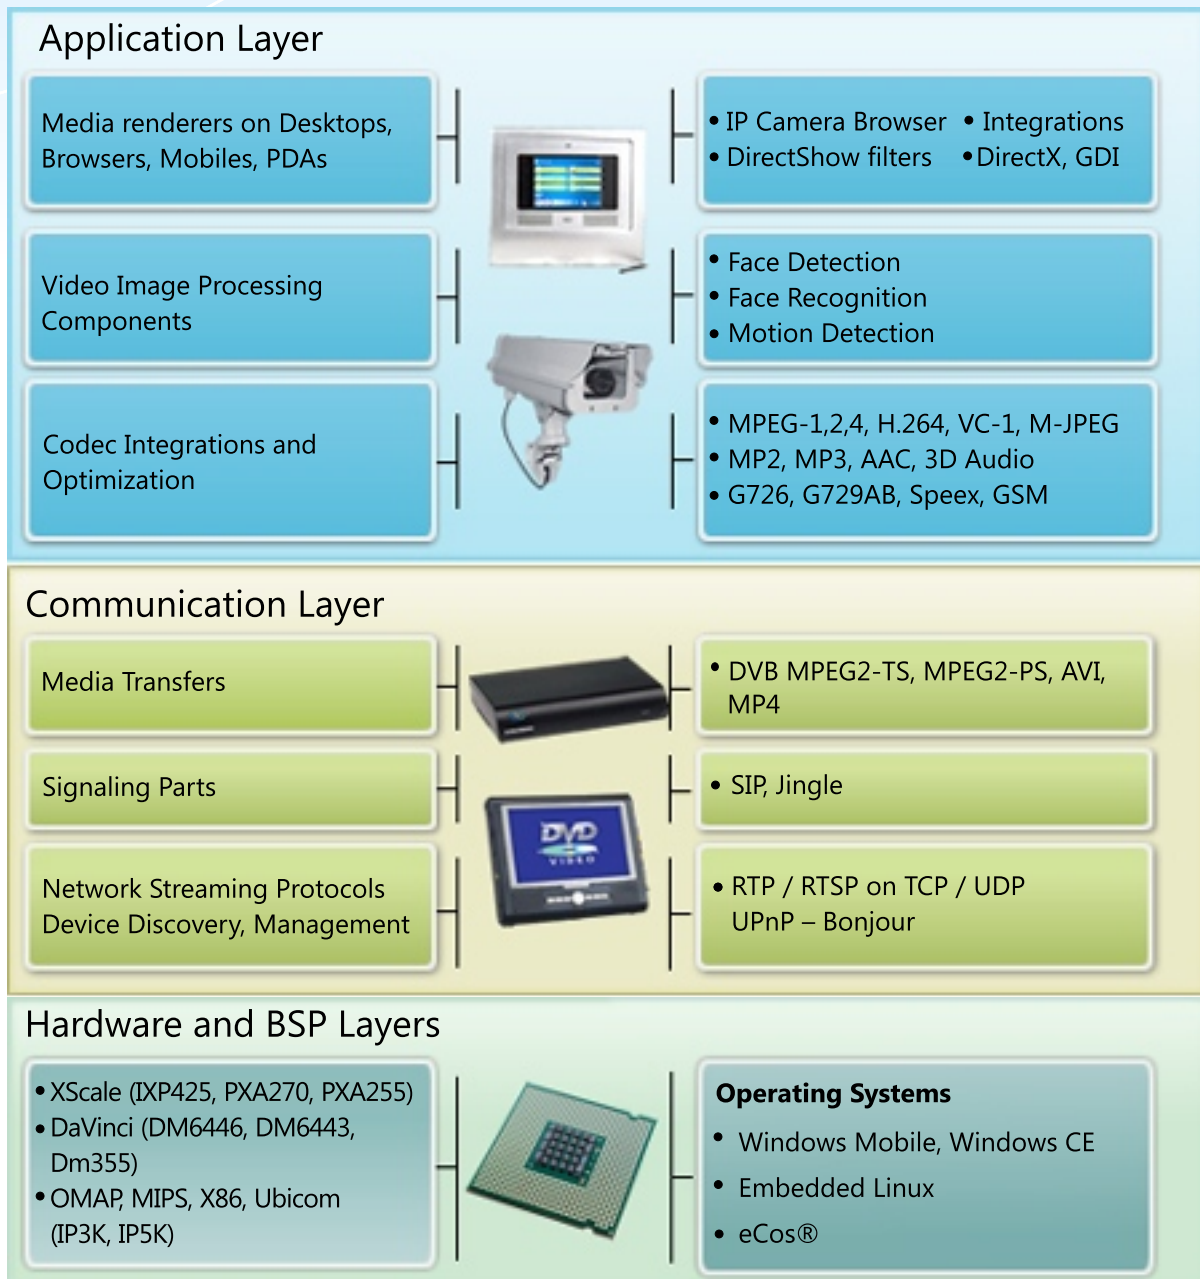 Application Layer
Media renderers on Desktops,
Browsers, Mobiles, PDAs
• IP Camera Browser • Integrations
• DirectShow filters • DirectX, GDI
Video Image Processing
Components
• Face Detection
• Face Recognition
• Motion Detection
Codec Integrations and
Optimization
• MPEG-1,2,4, H.264, VC-1, M-JPEG
• MP2, MP3, AAC, 3D Audio
• G726, G729AB, Speex, GSM
Communication Layer
Media Transfers
• DVB MPEG2-TS, MPEG2-PS, AVI,
MP4
Signaling Parts
• SIP, Jingle
DVD
VIDEO
Network Streaming Protocols
Device Discovery, Management
• RTP / RTSP on TCP / UDP
UPnP – Bonjour
Hardware and BSP Layers
• XScale (IXP425, PXA270, PXA255)
• DaVinci (DM6446, DM6443,
Dm355)
• OMAP, MIPS, X86, Ubicom
(IP3K, IP5K)
Operating Systems
• Windows Mobile, Windows CE
• Embedded Linux
• eCos®